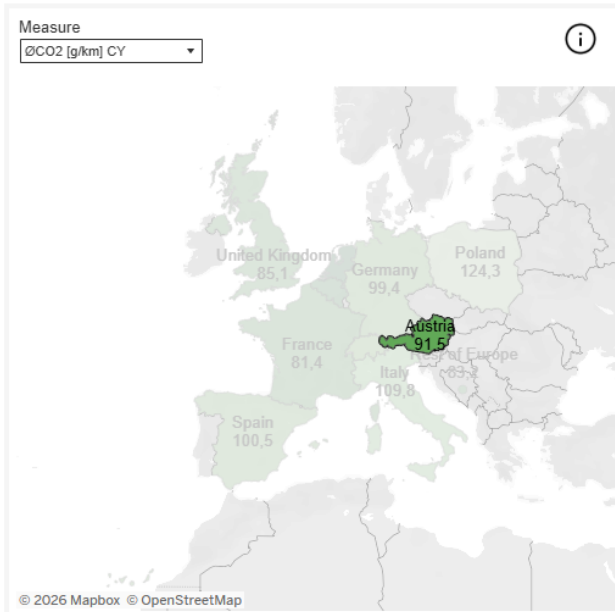 Measure
ØCO2 [g/km] CY
United Kingdom
85,1
Germany
99,4
Poland
124,3
Austria
91,5
France
81,4
Rest of Europe
83,2
Italy
109,8
Spain
100,5
© 2026 Mapbox © OpenStreetMap